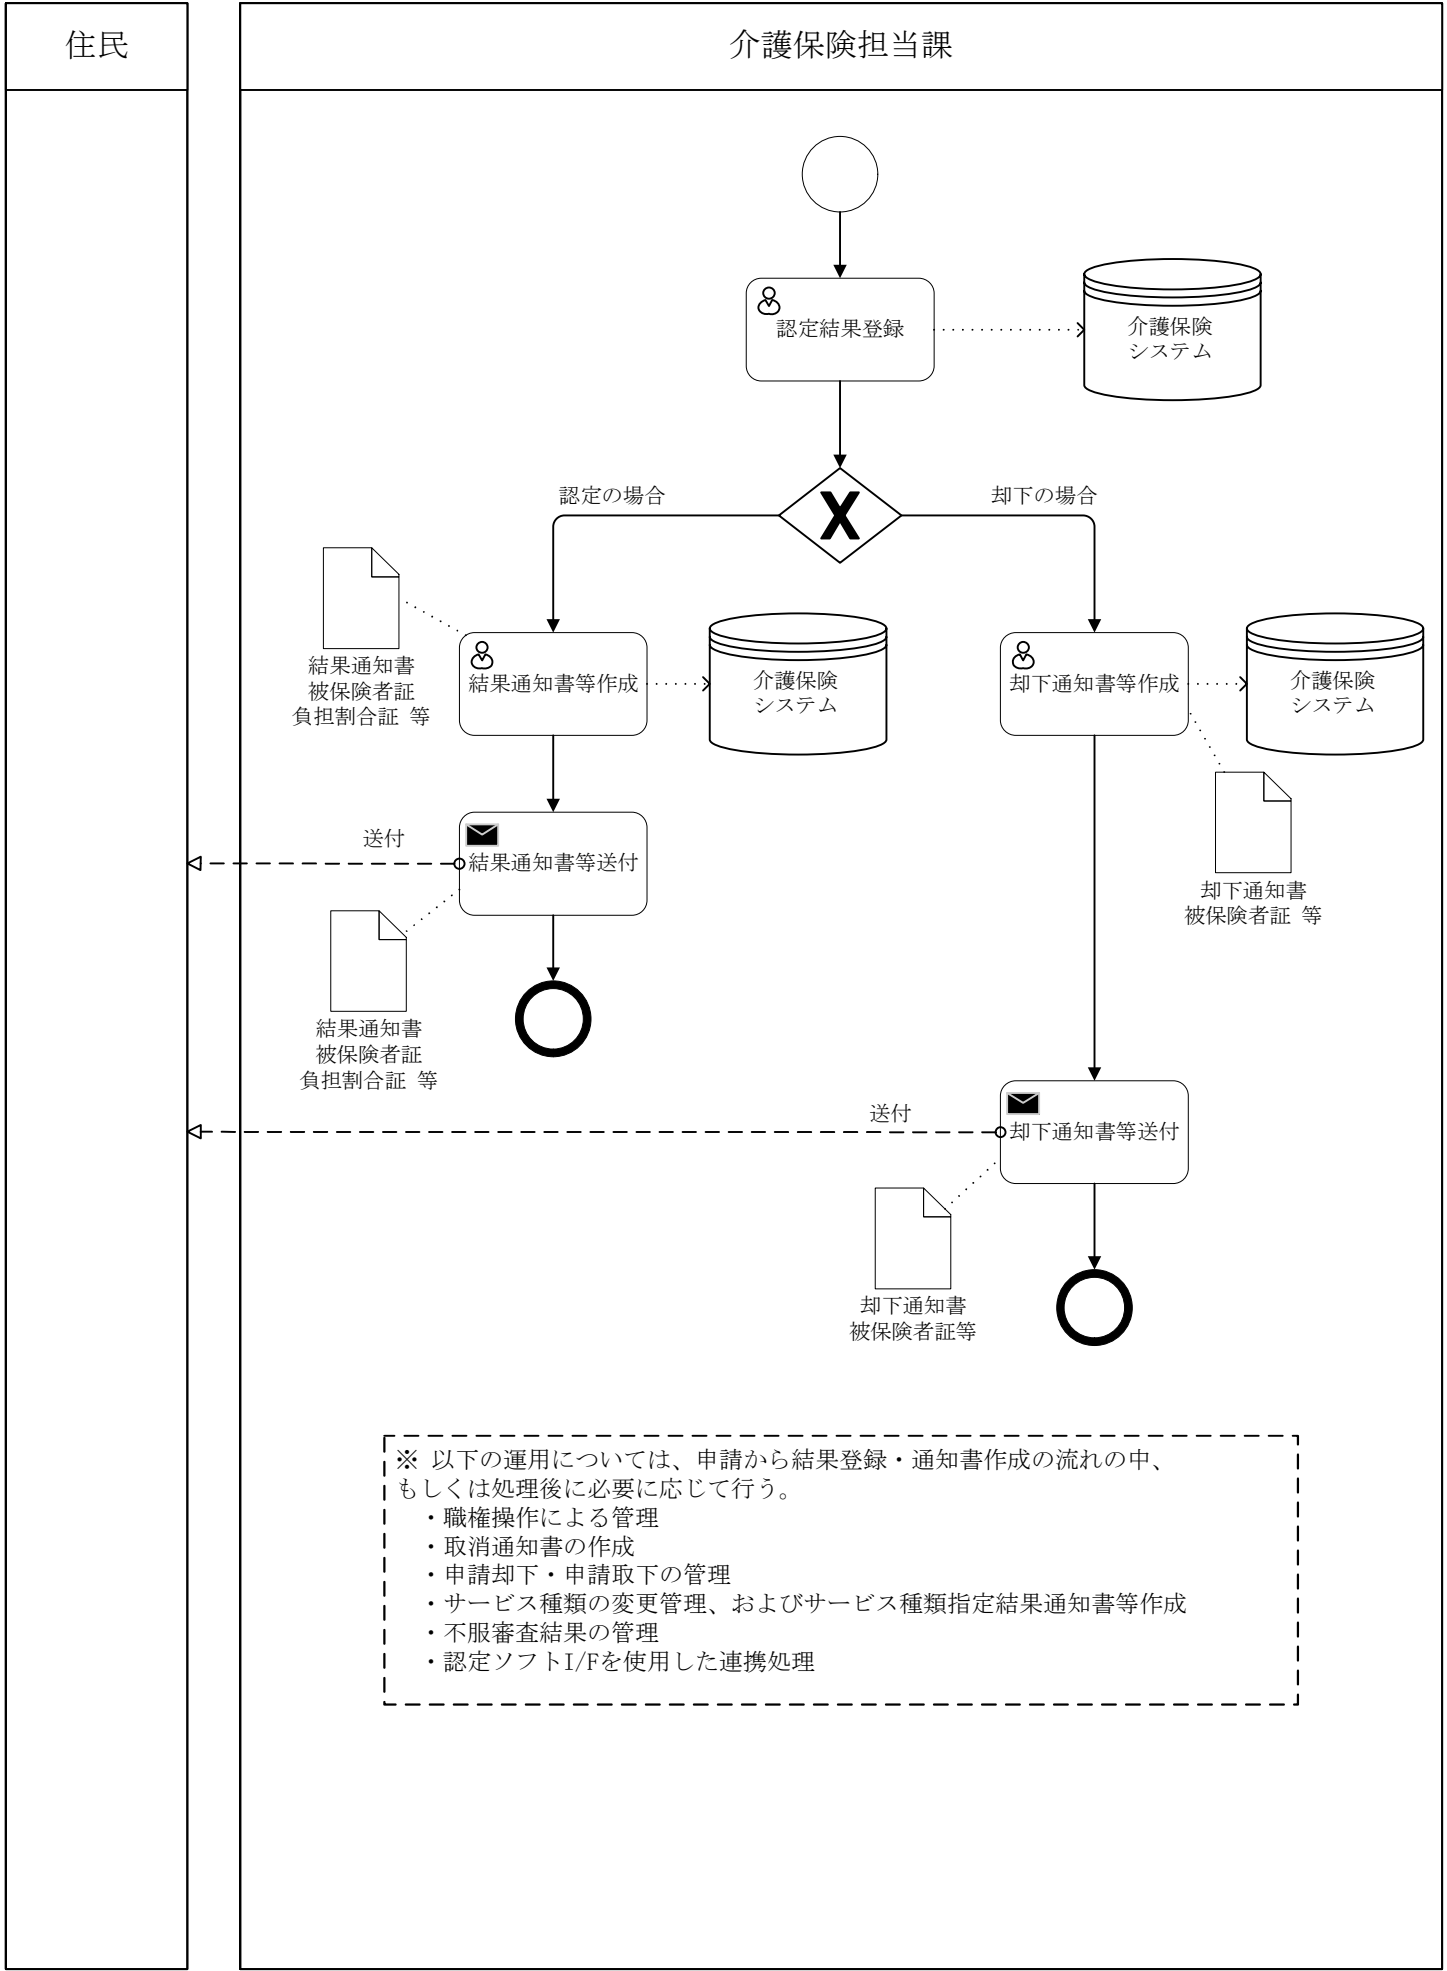 住民
介護保険担当課
認定結果登録
介護保険
システム
認定の場合
却下の場合
結果通知書
被保険者証
負担割合証 等
結果通知書等作成
介護保険
システム
却下通知書等作成
介護保険
システム
却下通知書
被保険者証 等
送付
結果通知書等送付
結果通知書
被保険者証
負担割合証 等
送付
却下通知書等送付
却下通知書
被保険者証等
※ 以下の運用については、申請から結果登録・通知書作成の流れの中、
もしくは処理後に必要に応じて行う。
・職権操作による管理
・取消通知書の作成
・申請却下・申請取下の管理
・サービス種類の変更管理、およびサービス種類指定結果通知書等作成
・不服審査結果の管理
・認定ソフトI/Fを使用した連携処理